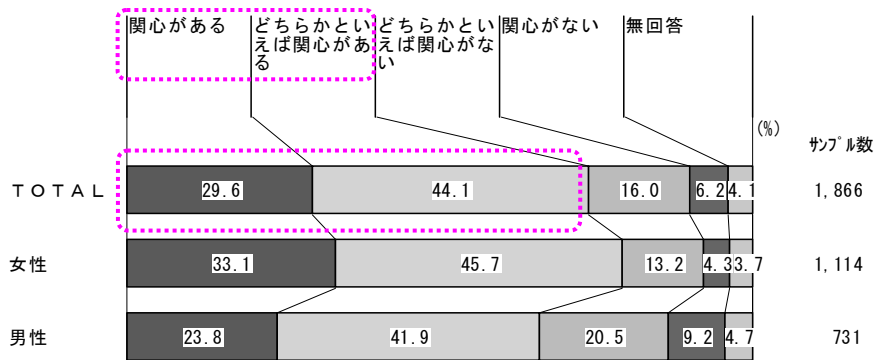 関心がある
どちらかとい
えば関心があ
る
どちらかとい
えば関心がな
い
関心がない
無回答
(%)
ｻﾝﾌﾟﾙ数
ＴＯＴＡＬ 29.6 44.1 16.0 6.2 4.1 1,866
女性 33.1 45.7 13.2 4.3 3.7 1,114
男性 23.8 41.9 20.5 9.2 4.7 731